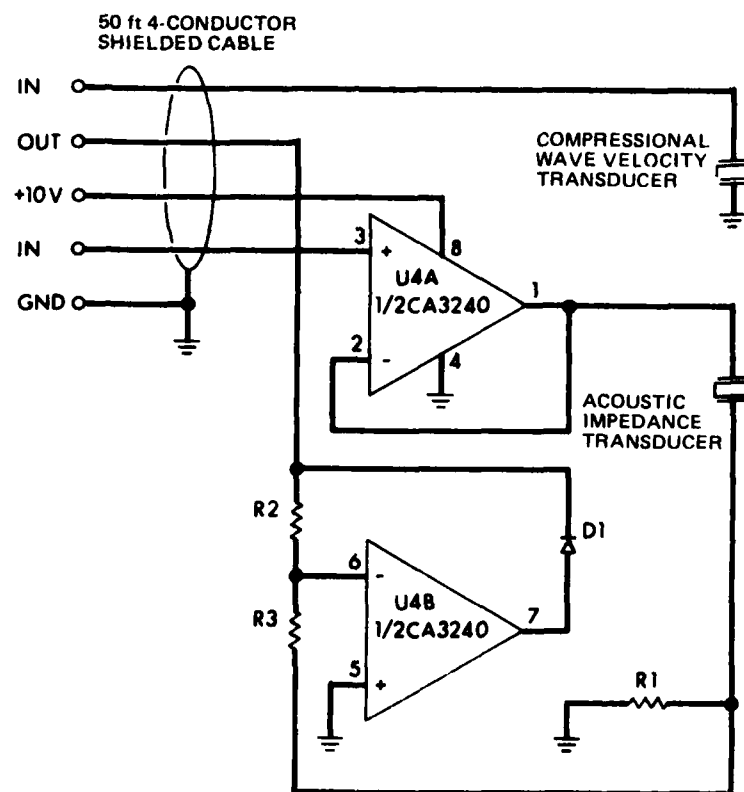 50 ft 4-CONDUCTOR
SHIELDED CABLE
IN
OUT
+10V
IN
GND
COMPRESSIONAL
WAVE VELOCITY
TRANSDUCER
3
+
8
U4A
1/2CA3240
1
2
-
4
ACOUSTIC
IMPEDANCE
TRANSDUCER
R2
D1
6
-
R3
U4B
1/2CA3240
7
5
+
R1